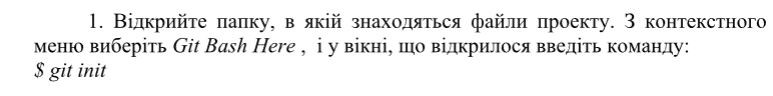 1. Відкрийте папку, в якій знаходяться файли проекту. З контекстного
меню виберіть Git Bash Here , і у вікні, що відкрилося введіть команду:
$ git init